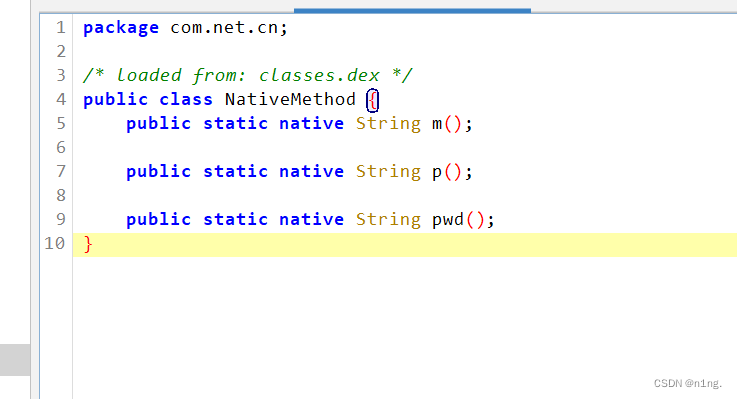 1 package com.net.cn;
2
3 /* loaded from: classes.dex */
4 public class NativeMethod {
5     public static native String m();
6
7     public static native String p();
8
9     public static native String pwd();
10 }
CSDN @n1ng.